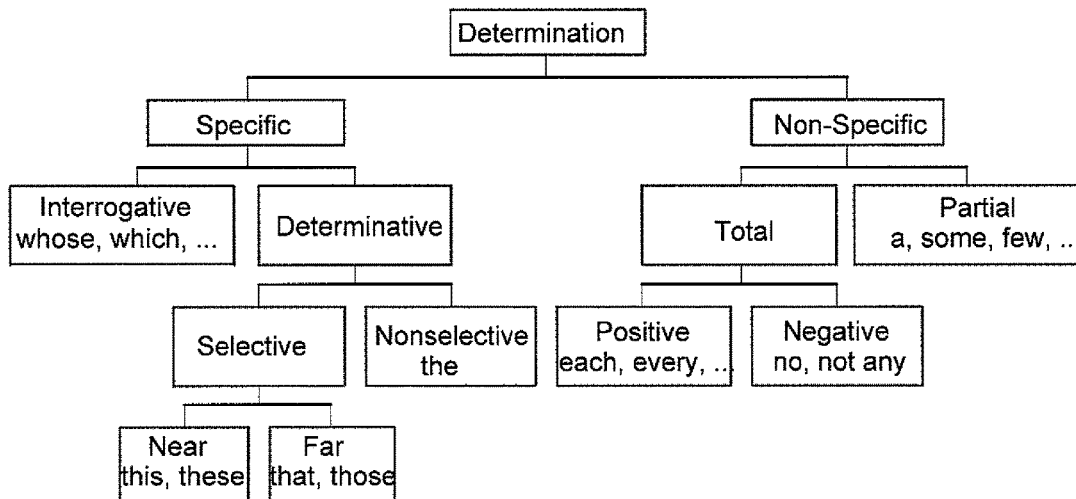 Determination
Specific
Non-Specific
Interrogative
whose, which, ...
Determinative
Total
Partial
a, some, few, ..
Selective
Nonselective
the
Positive
each, every, ...
Negative
no, not any
Near
this, these
Far
that, those